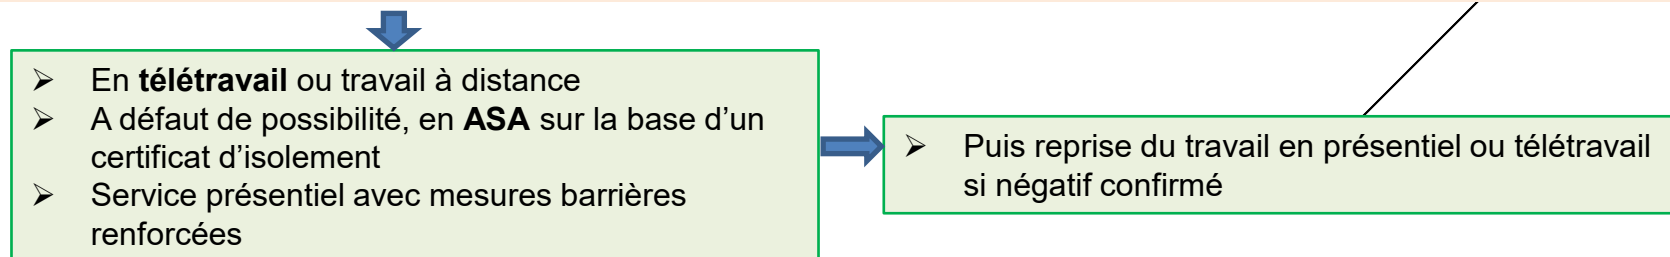 ➢ En télétravail ou travail à distance
➢ A défaut de possibilité, en ASA sur la base d’un
certificat d’isolement
➢ Service présentiel avec mesures barrières
renforcées
➢ Puis reprise du travail en présentiel ou télétravail
si négatif confirmé